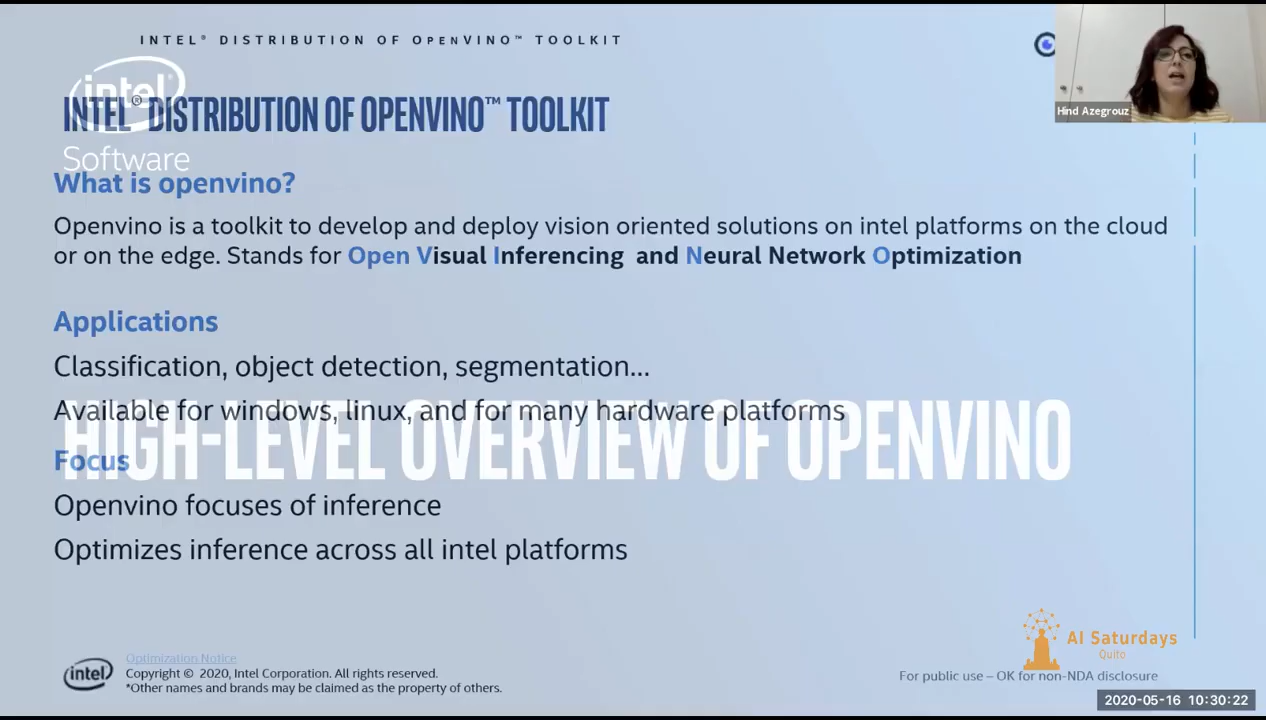 INTEL® DISTRIBUTION OF OPENVINO™ TOOLKIT
intel®
Software
INTEL® DISTRIBUTION OF OPENVINO™ TOOLKIT
Hind Azegrouz
What is openvino?
Openvino is a toolkit to develop and deploy vision oriented solutions on intel platforms on the cloud
or on the edge. Stands for Open Visual Inferencing and Neural Network Optimization
Applications
Classification, object detection, segmentation...
Available for windows, linux, and for many hardware platforms
HIGH-LEVEL OVERVIEW OF OPENVINO
Focus
Openvino focuses of inference
Optimizes inference across all intel platforms
AI Saturdays
Quito
intel
Optimization Notice
Copyright © 2020, Intel Corporation. All rights reserved.
*Other names and brands may be claimed as the property of others.
For public use – OK for non-NDA disclosure
2020-05-16 10:30:22